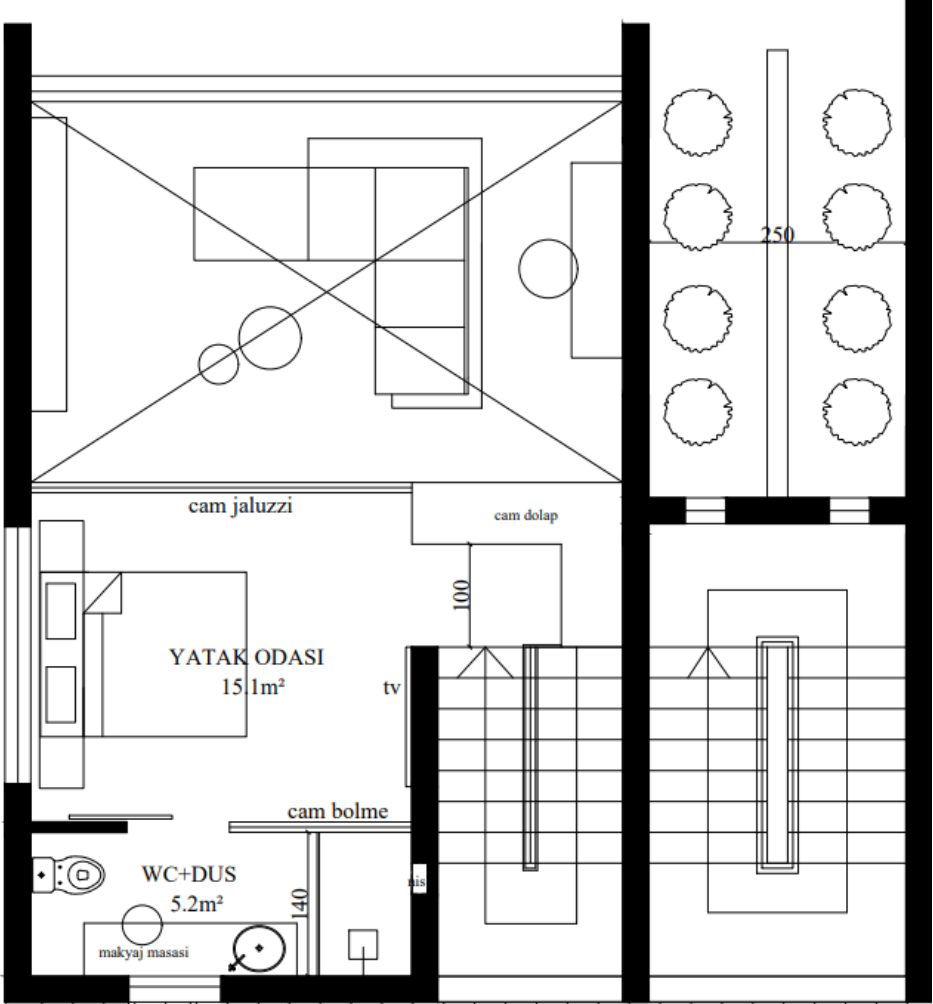 250
cam jaluzzi
cam dolap
100
YATAK ODASI
15.1m²
tv
cam bolme
WC+DUS
5.2m²
nis
140
makyaj masasi